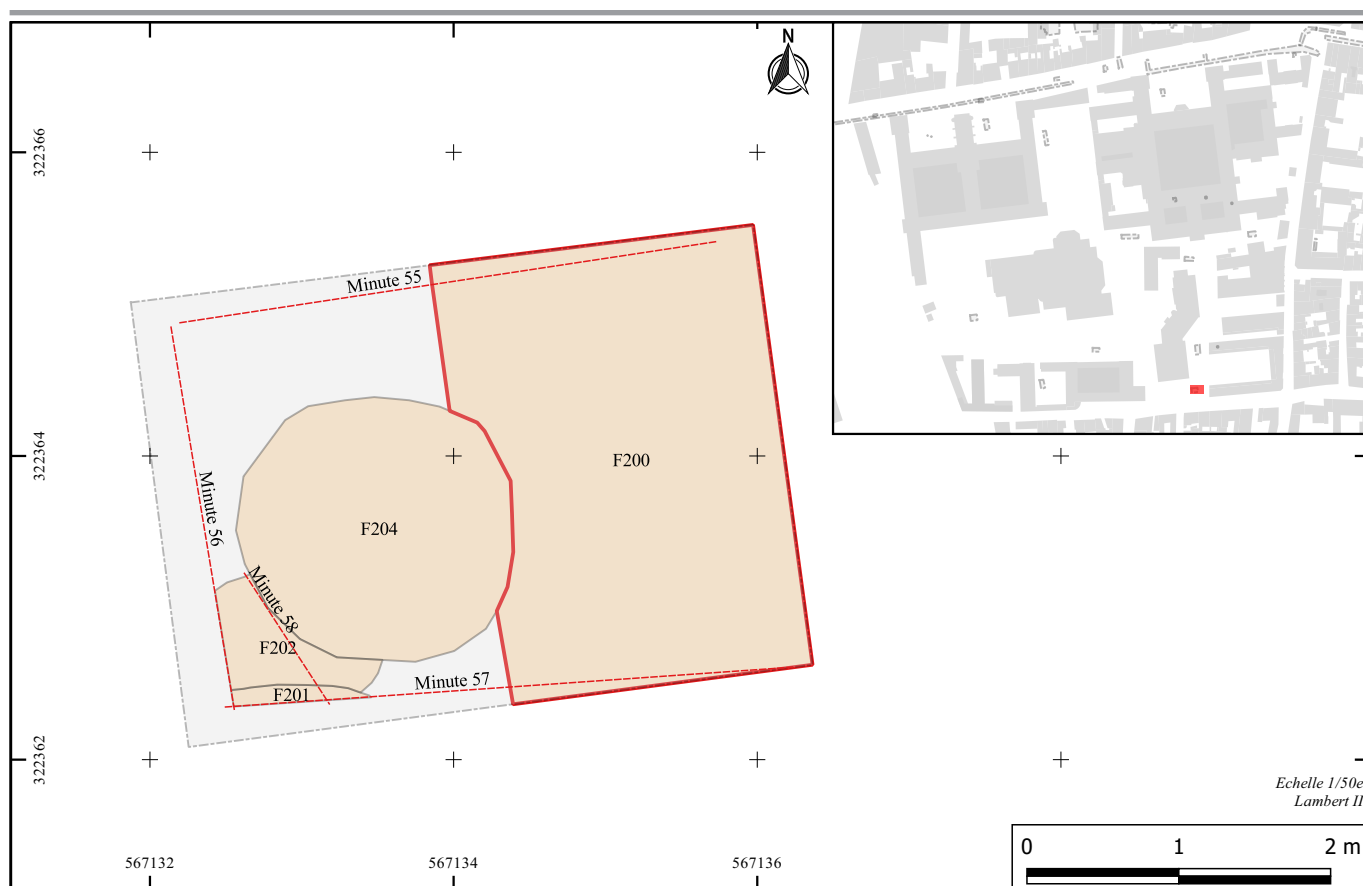 N
322366
Minute 55
322364
F200
Minute 56
F204
Minute 58
F202
Minute 57
F201
322362
Echelle 1/50e
Lambert II
567132
567134
567136
0
1
2 m